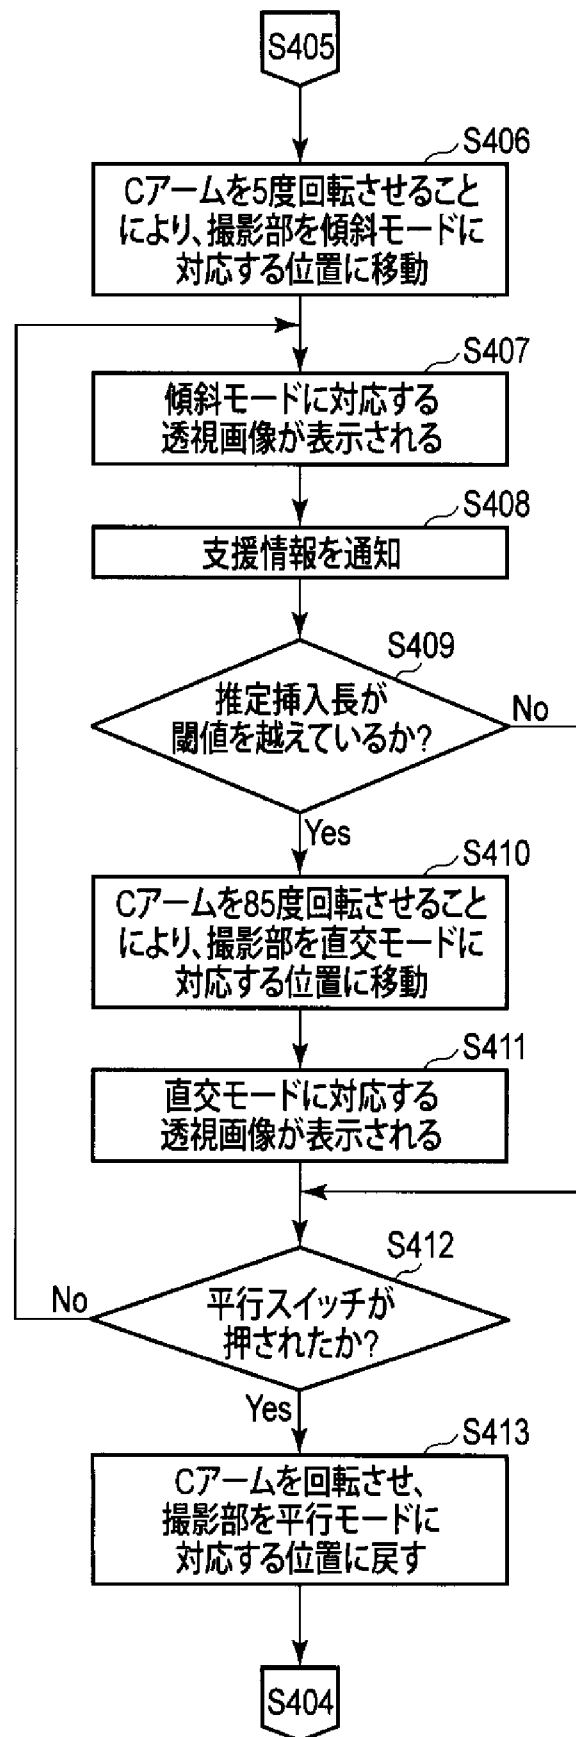 S405
S406
Cアームを5度回転させること
により、撮影部を傾斜モードに
対応する位置に移動
S407
傾斜モードに対応する
透視画像が表示される
S408
支援情報を通知
S409
推定挿入長が
閾値を越えているか?
No
Yes
S410
Cアームを85度回転させること
により、撮影部を直交モードに
対応する位置に移動
S411
直交モードに対応する
透視画像が表示される
S412
No
平行スイッチが
押されたか?
Yes
S413
Cアームを回転させ、
撮影部を平行モードに
対応する位置に戻す
S404